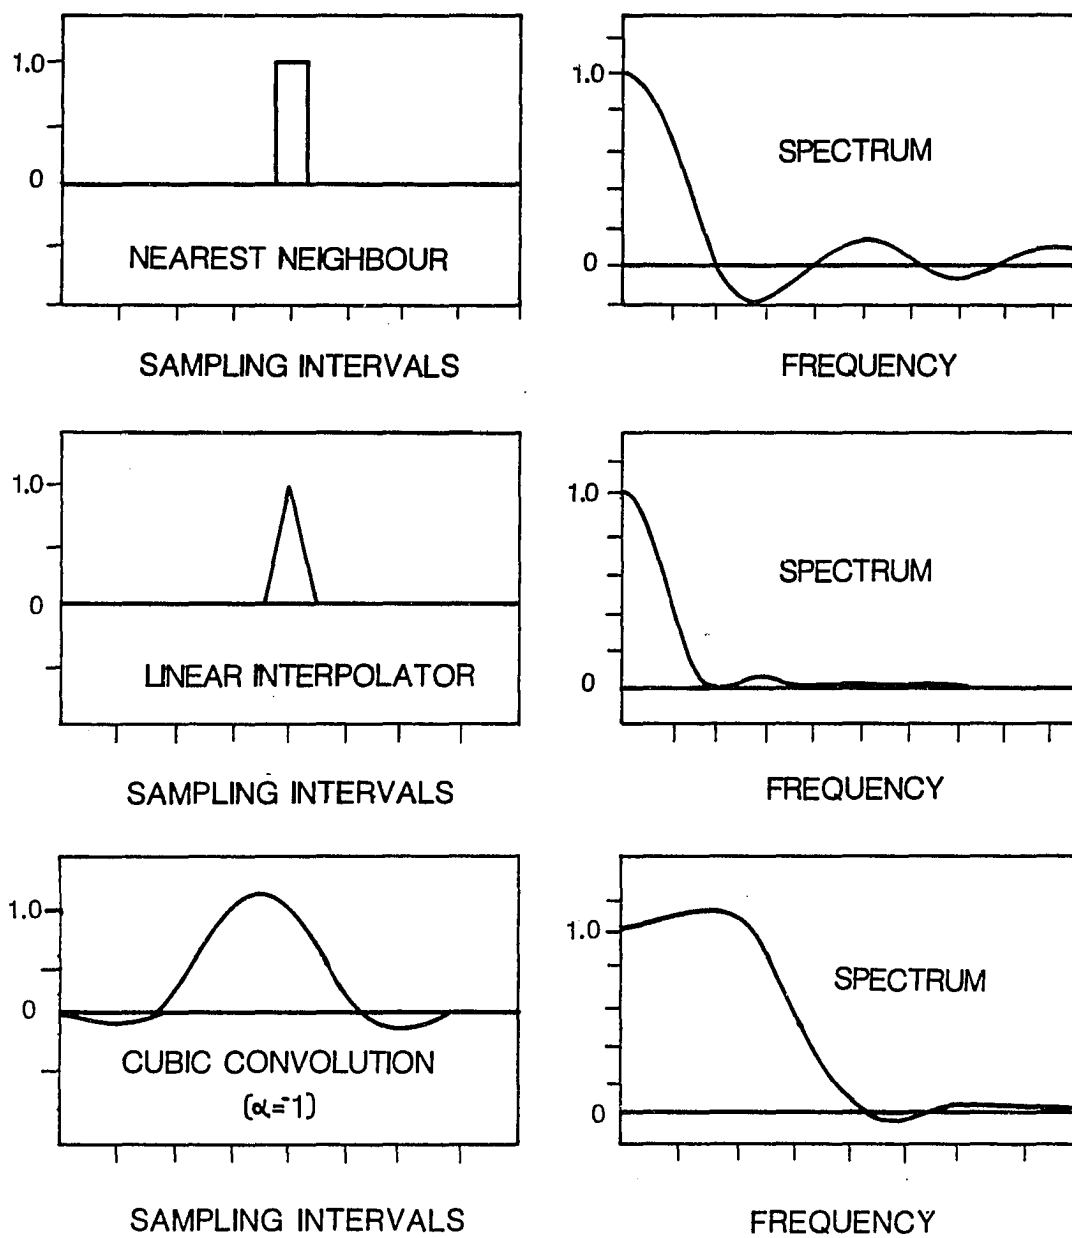 1.0
0
NEAREST NEIGHBOUR
SAMPLING INTERVALS
1.0
SPECTRUM
0
FREQUENCY
1.0
0
LINEAR INTERPOLATOR
SAMPLING INTERVALS
1.0
SPECTRUM
0
FREQUENCY
1.0
0
CUBIC CONVOLUTION
(α=-1)
SAMPLING INTERVALS
1.0
SPECTRUM
0
FREQUENCY